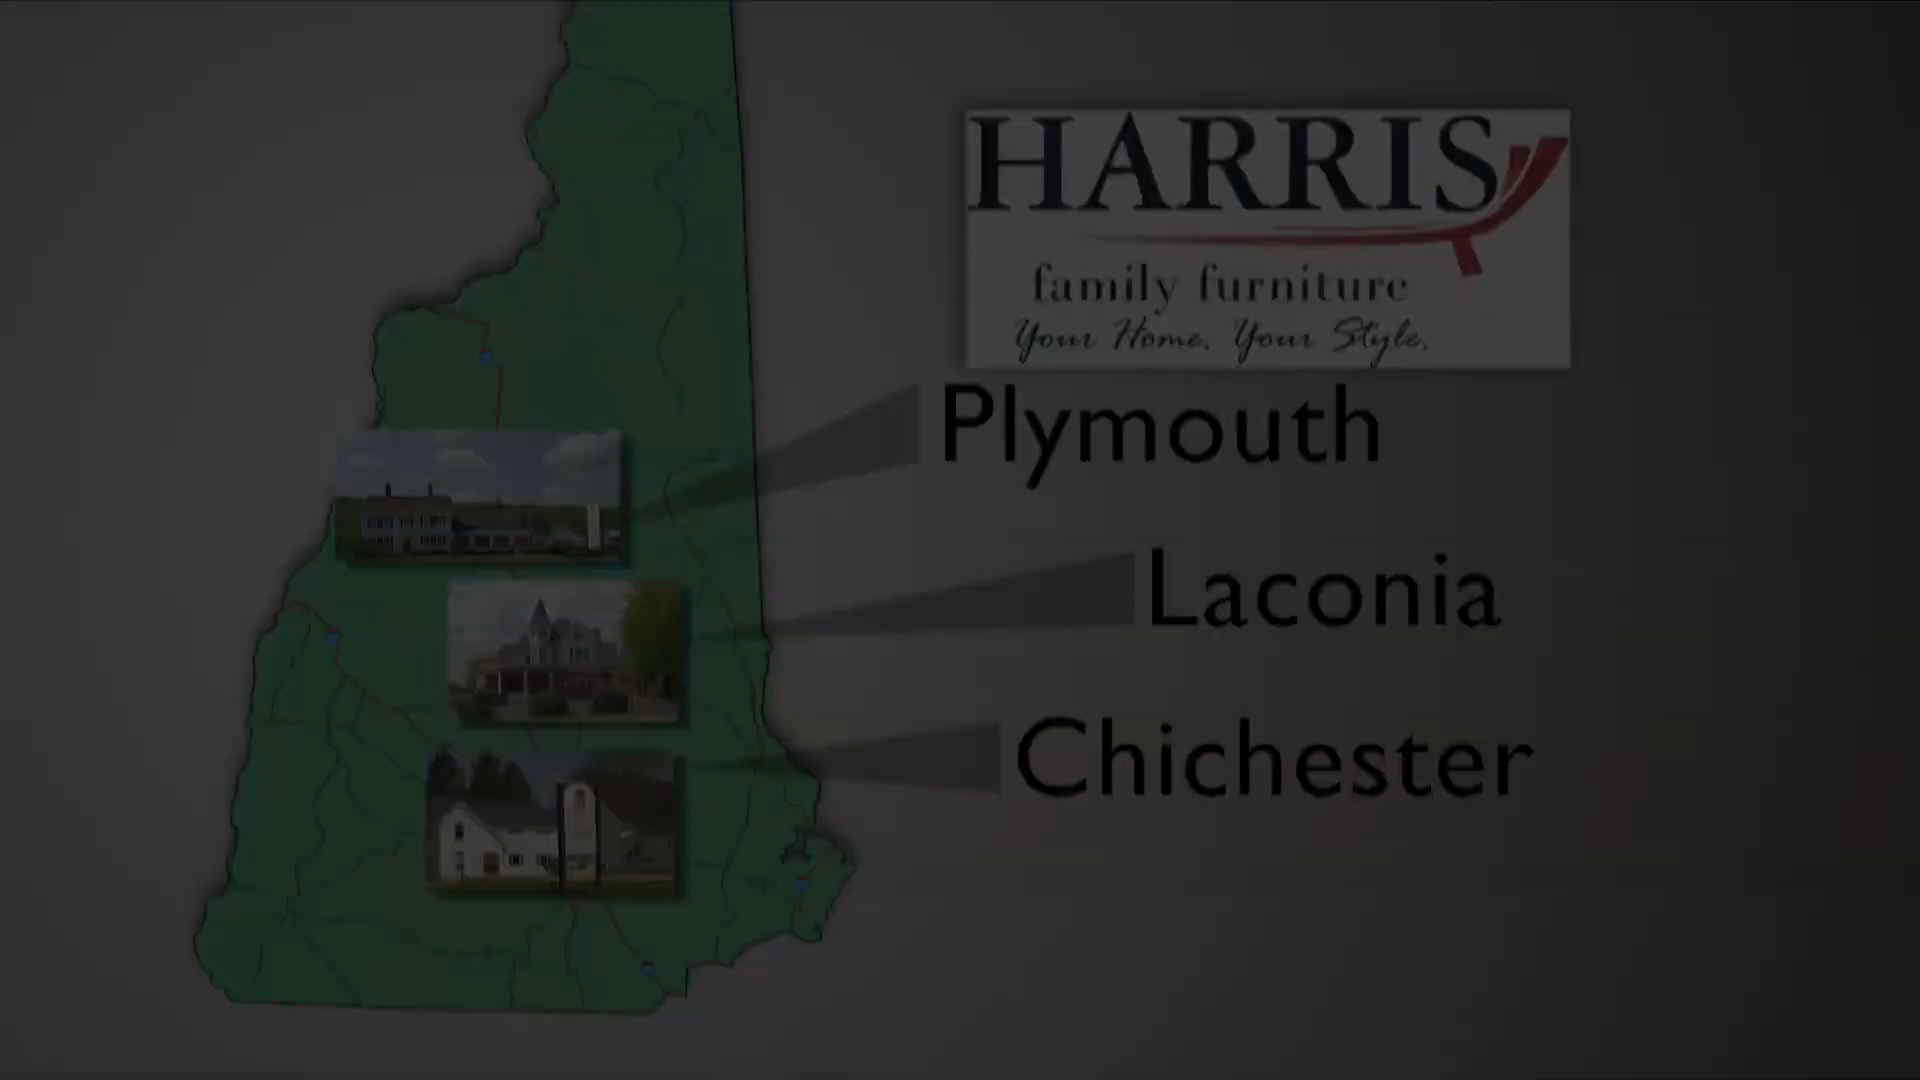 HARRIS
family furniture
Your Home. Your Style.
Plymouth
Laconia
Chichester